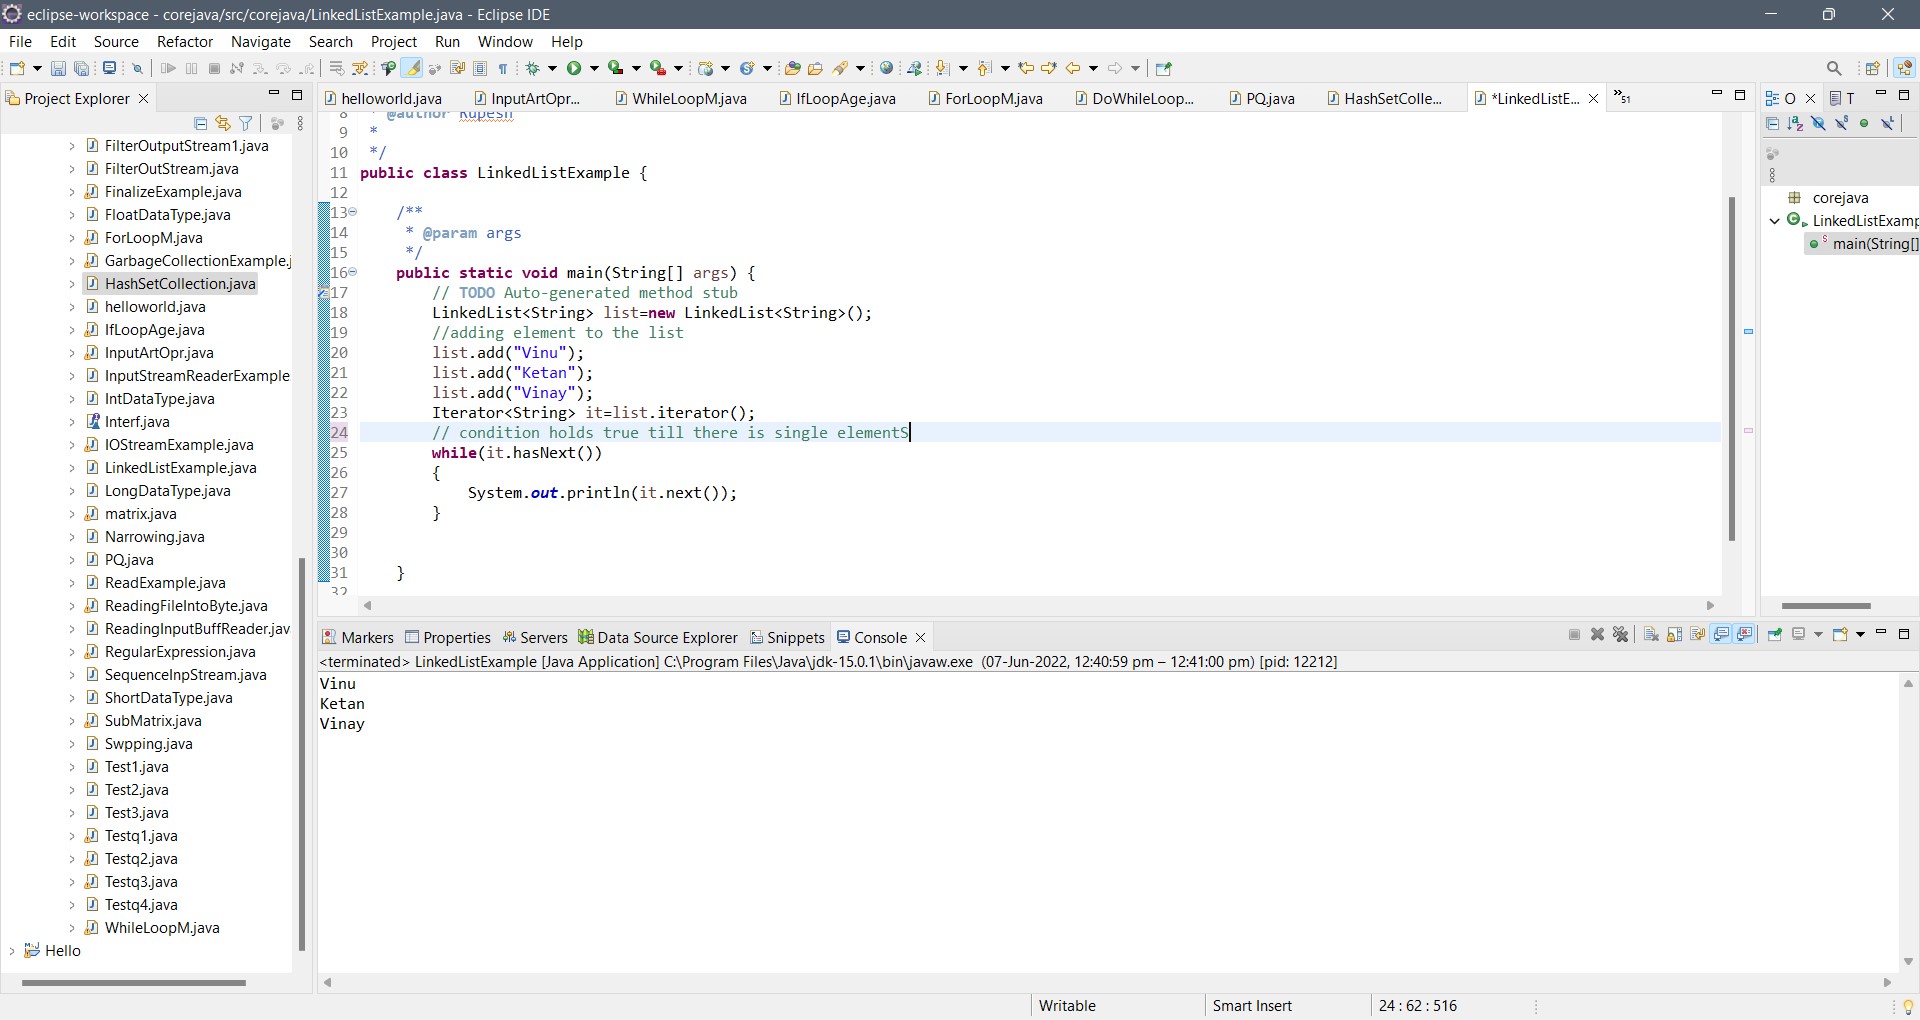 eclipse-workspace - corejava/src/corejava/LinkedListExample.java - Eclipse IDE
File Edit Source Refactor Navigate Search Project Run Window Help
Project Explorer
helloworld.java InputArtOpr... WhileLoopM.java IfLoopAge.java ForLoopM.java DoWhileLoop... PQ.java HashSetColle... *LinkedListE... »51
O T
FilterOutputStream1.java
FilterOutStream.java
FinalizeExample.java
FloatDataType.java
ForLoopM.java
GarbageCollectionExample.j
HashSetCollection.java
helloworld.java
IfLoopAge.java
InputArtOpr.java
InputStreamReaderExample
IntDataType.java
Interf.java
IOStreamExample.java
LinkedListExample.java
LongDataType.java
matrix.java
Narrowing.java
PQ.java
ReadExample.java
ReadingFileIntoByte.java
ReadingInputBuffReader.jav
RegularExpression.java
SequenceInpStream.java
ShortDataType.java
SubMatrix.java
Swpping.java
Test1.java
Test2.java
Test3.java
Testq1.java
Testq2.java
Testq3.java
Testq4.java
WhileLoopM.java
Hello
8 * @author Rupesh
9 *
10 */
11 public class LinkedListExample {
12
13 /**
14 * @param args
15 */
16 public static void main(String[] args) {
17 // TODO Auto-generated method stub
18 LinkedList<String> list=new LinkedList<String>();
19 //adding element to the list
20 list.add("Vinu");
21 list.add("Ketan");
22 list.add("Vinay");
23 Iterator<String> it=list.iterator();
24 // condition holds true till there is single elementS
25 while(it.hasNext())
26 {
27 System.out.println(it.next());
28 }
29
30
31 }
32
corejava
LinkedListExamp
main(String[]
Markers Properties Servers Data Source Explorer Snippets Console
<terminated> LinkedListExample [Java Application] C:\Program Files\Java\jdk-15.0.1\bin\javaw.exe (07-Jun-2022, 12:40:59 pm – 12:41:00 pm) [pid: 12212]
Vinu
Ketan
Vinay
Writable Smart Insert 24 : 62 : 516